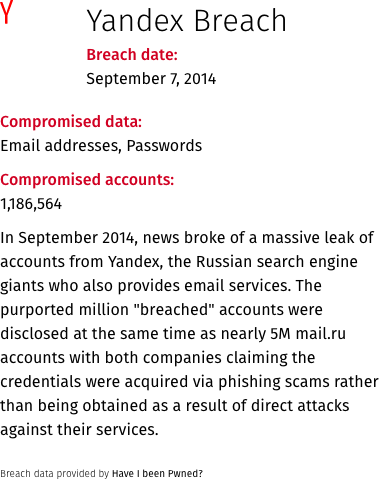 Y
Yandex Breach
Breach date:
September 7, 2014
Compromised data:
Email addresses, Passwords
Compromised accounts:
1,186,564
In September 2014, news broke of a massive leak of
accounts from Yandex, the Russian search engine
giants who also provides email services. The
purported million "breached" accounts were
disclosed at the same time as nearly 5M mail.ru
accounts with both companies claiming the
credentials were acquired via phishing scams rather
than being obtained as a result of direct attacks
against their services.
Breach data provided by Have I been Pwned?